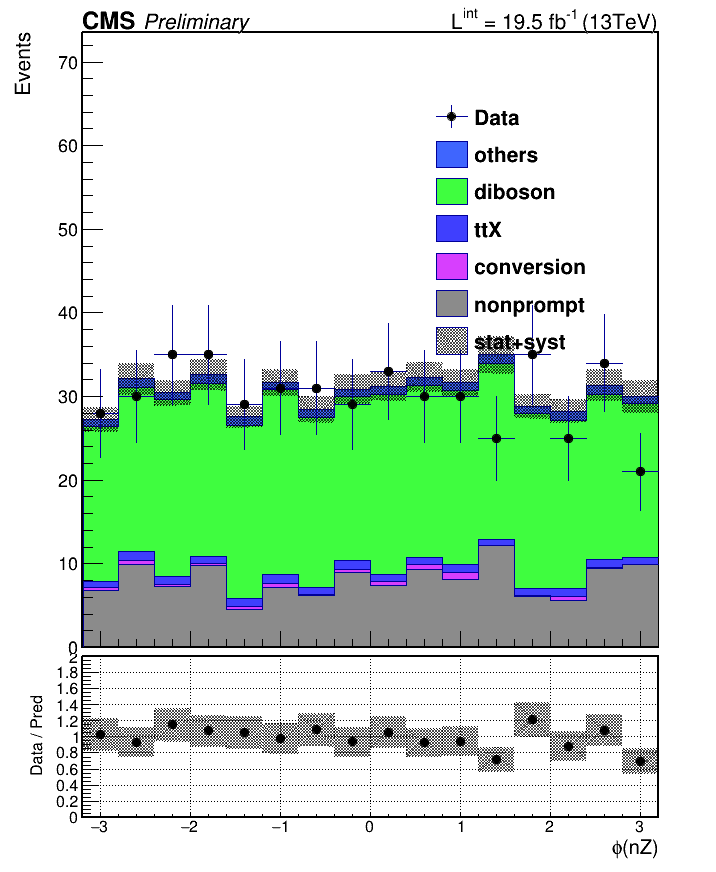 CMS Preliminary L^int = 19.5 fb^-1 (13TeV)
Events
70
60
50
40
30
20
10
0
Data
others
diboson
ttX
conversion
nonprompt
stat+syst
Data / Pred
2
1.8
1.6
1.4
1.2
1
0.8
0.6
0.4
0.2
0
−3 −2 −1 0 1 2 3
ϕ(nZ)